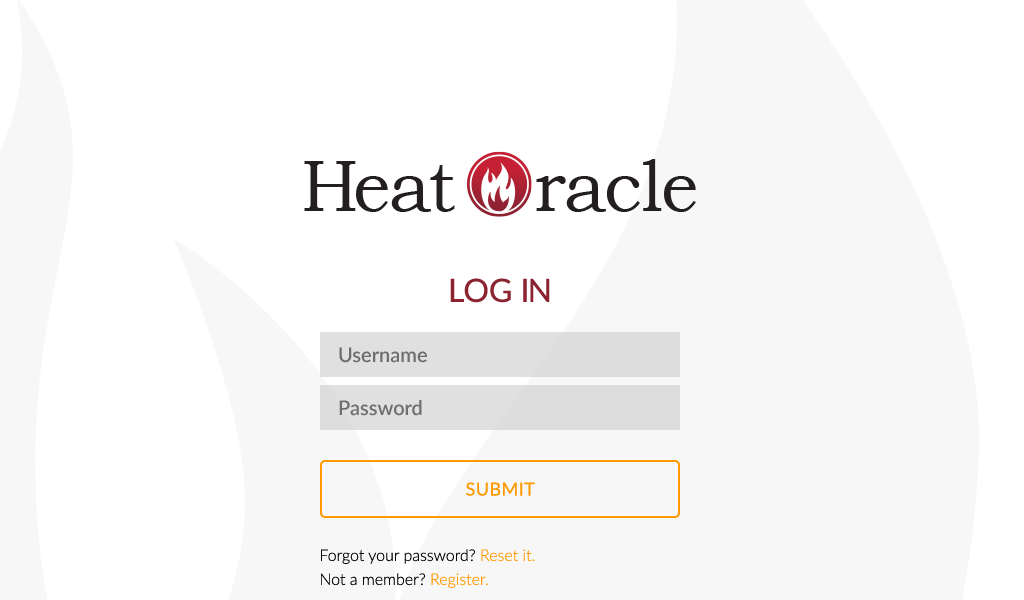 Heat Oracle
LOG IN
Username
Password
SUBMIT
Forgot your password? Reset it.
Not a member? Register.